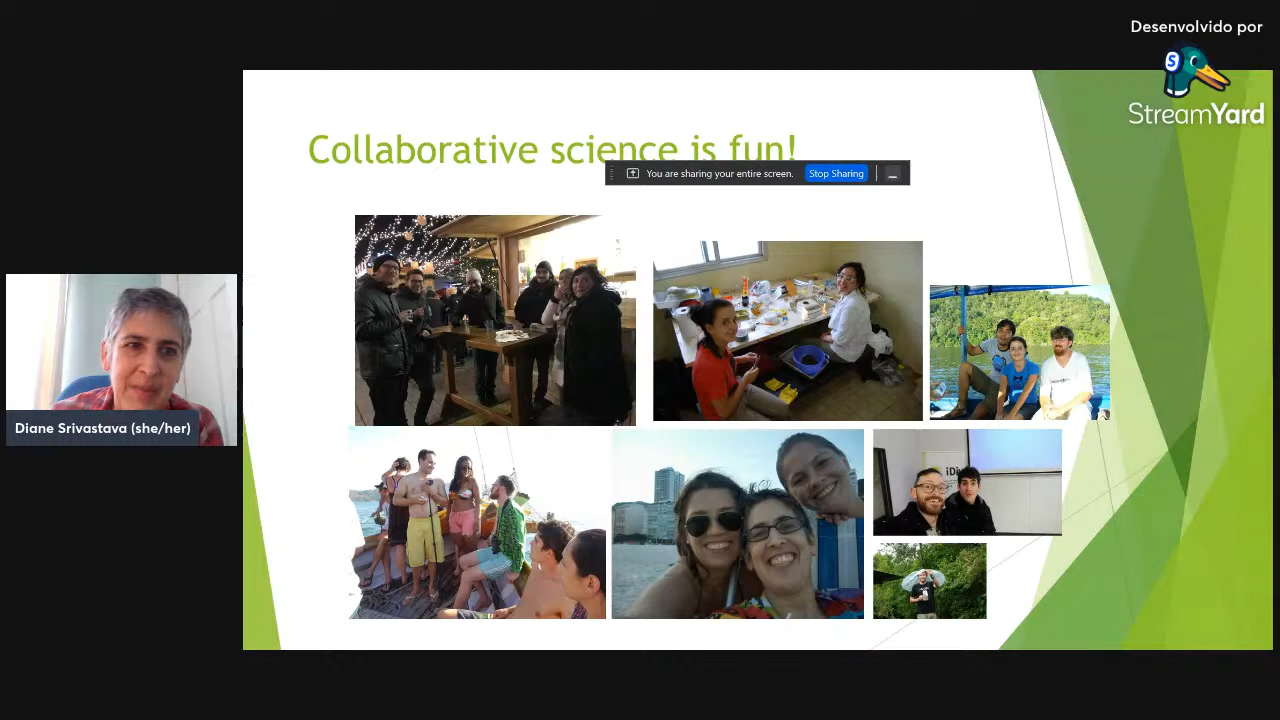 Desenvolvido por
StreamYard
Collaborative science is fun!
You are sharing your entire screen.
Stop Sharing
Diane Srivastava (she/her)